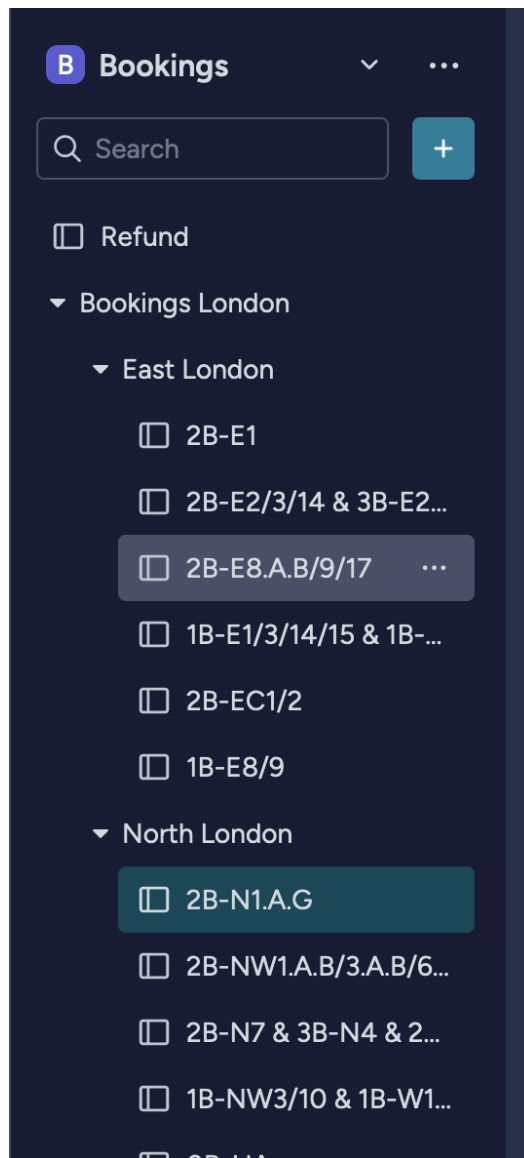 B Bookings
Search
Refund
Bookings London
East London
2B-E1
2B-E2/3/14 & 3B-E2...
2B-E8.A.B/9/17
1B-E1/3/14/15 & 1B-...
2B-EC1/2
1B-E8/9
North London
2B-N1.A.G
2B-NW1.A.B/3.A.B/6...
2B-N7 & 3B-N4 & 2...
1B-NW3/10 & 1B-W1...